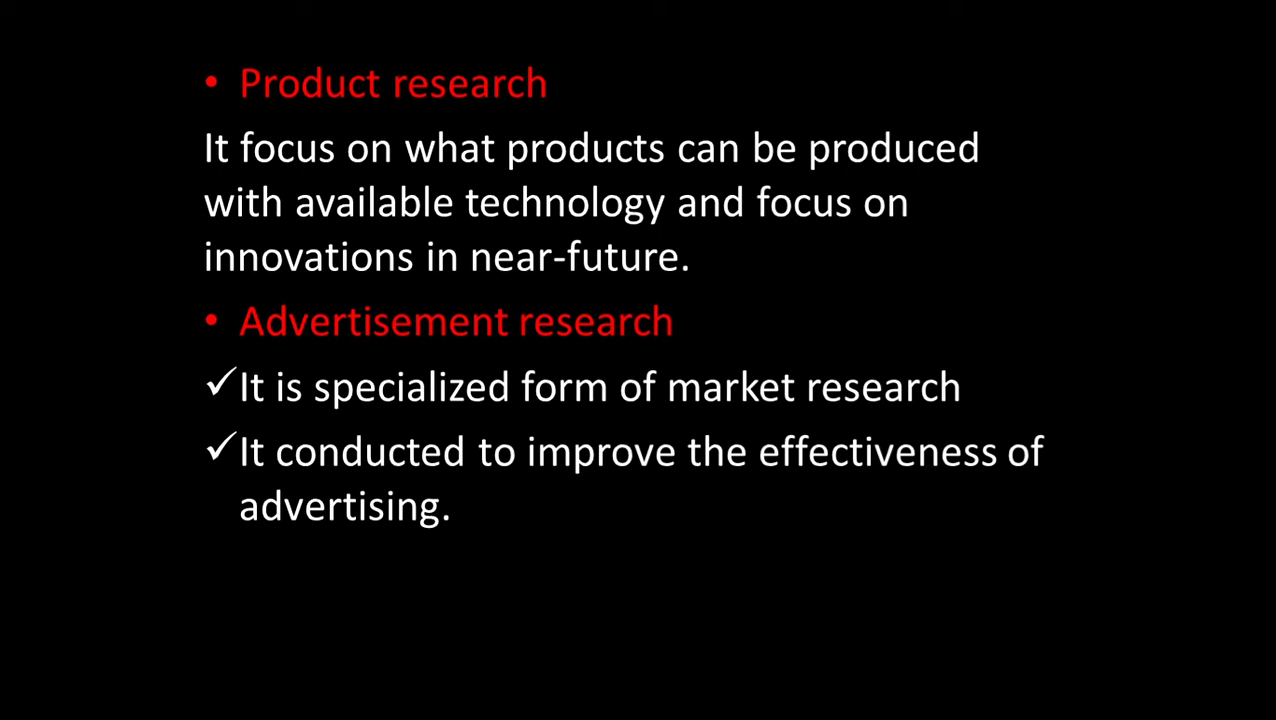 • Product research
It focus on what products can be produced
with available technology and focus on
innovations in near-future.
• Advertisement research
✓It is specialized form of market research
✓It conducted to improve the effectiveness of
advertising.